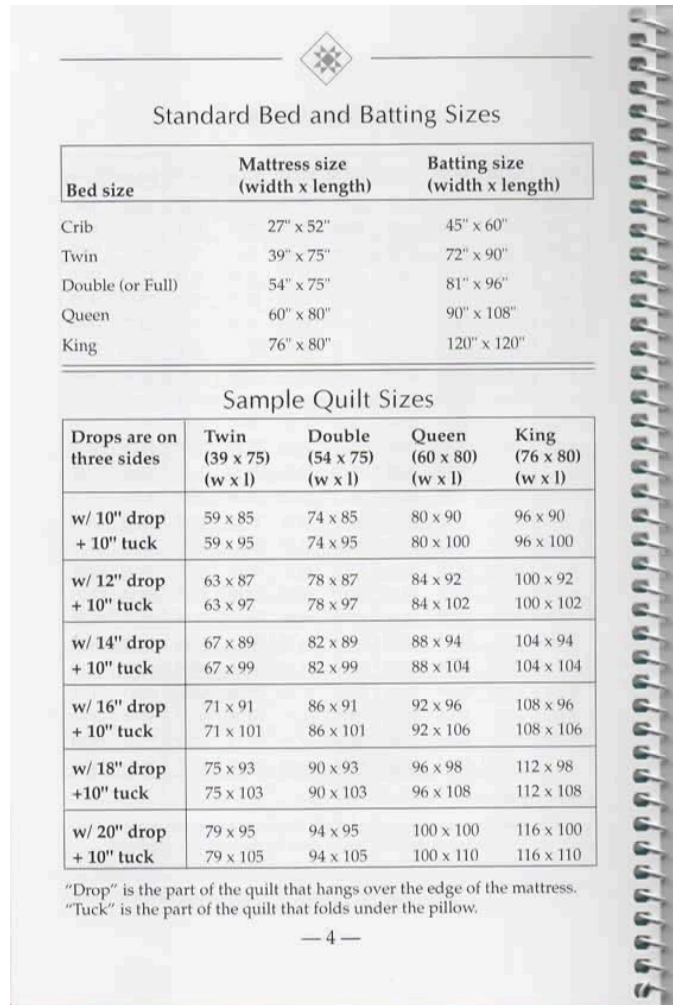 Standard Bed and Batting Sizes
Mattress size Batting size
Bed size (width x length) (width x length)
Crib 27" x 52" 45" x 60"
Twin 39" x 75" 72" x 90"
Double (or Full) 54" x 75" 81" x 96"
Queen 60" x 80" 90" x 108"
King 76" x 80" 120" x 120"
Sample Quilt Sizes
Drops are on Twin Double Queen King
three sides (39 x 75) (54 x 75) (60 x 80) (76 x 80)
(w x l) (w x l) (w x l) (w x l)
w/ 10" drop 59 x 85 74 x 85 80 x 90 96 x 90
+ 10" tuck 59 x 95 74 x 95 80 x 100 96 x 100
w/ 12" drop 63 x 87 78 x 87 84 x 92 100 x 92
+ 10" tuck 63 x 97 78 x 97 84 x 102 100 x 102
w/ 14" drop 67 x 89 82 x 89 88 x 94 104 x 94
+ 10" tuck 67 x 99 82 x 99 88 x 104 104 x 104
w/ 16" drop 71 x 91 86 x 91 92 x 96 108 x 96
+ 10" tuck 71 x 101 86 x 101 92 x 106 108 x 106
w/ 18" drop 75 x 93 90 x 93 96 x 98 112 x 98
+10" tuck 75 x 103 90 x 103 96 x 108 112 x 108
w/ 20" drop 79 x 95 94 x 95 100 x 100 116 x 100
+ 10" tuck 79 x 105 94 x 105 100 x 110 116 x 110
"Drop" is the part of the quilt that hangs over the edge of the mattress.
"Tuck" is the part of the quilt that folds under the pillow.
— 4 —